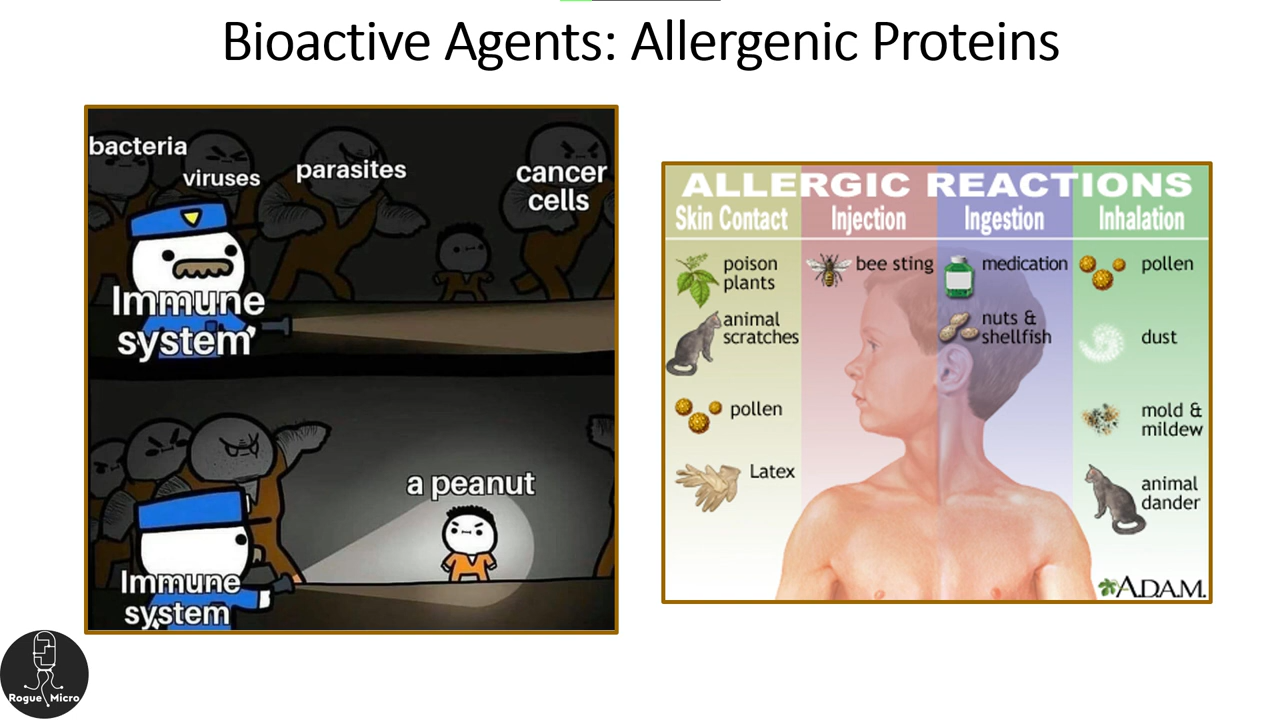 Bioactive Agents: Allergenic Proteins
bacteria
viruses
parasites
cancer
cells
Immune
system
a peanut
Immune
system
ALLERGIC REACTIONS
Skin Contact
Injection
Ingestion
Inhalation
poison
plants
animal
scratches
pollen
Latex
bee sting
medication
nuts &
shellfish
pollen
dust
mold &
mildew
animal
dander
A.D.A.M.
Rogue Micro